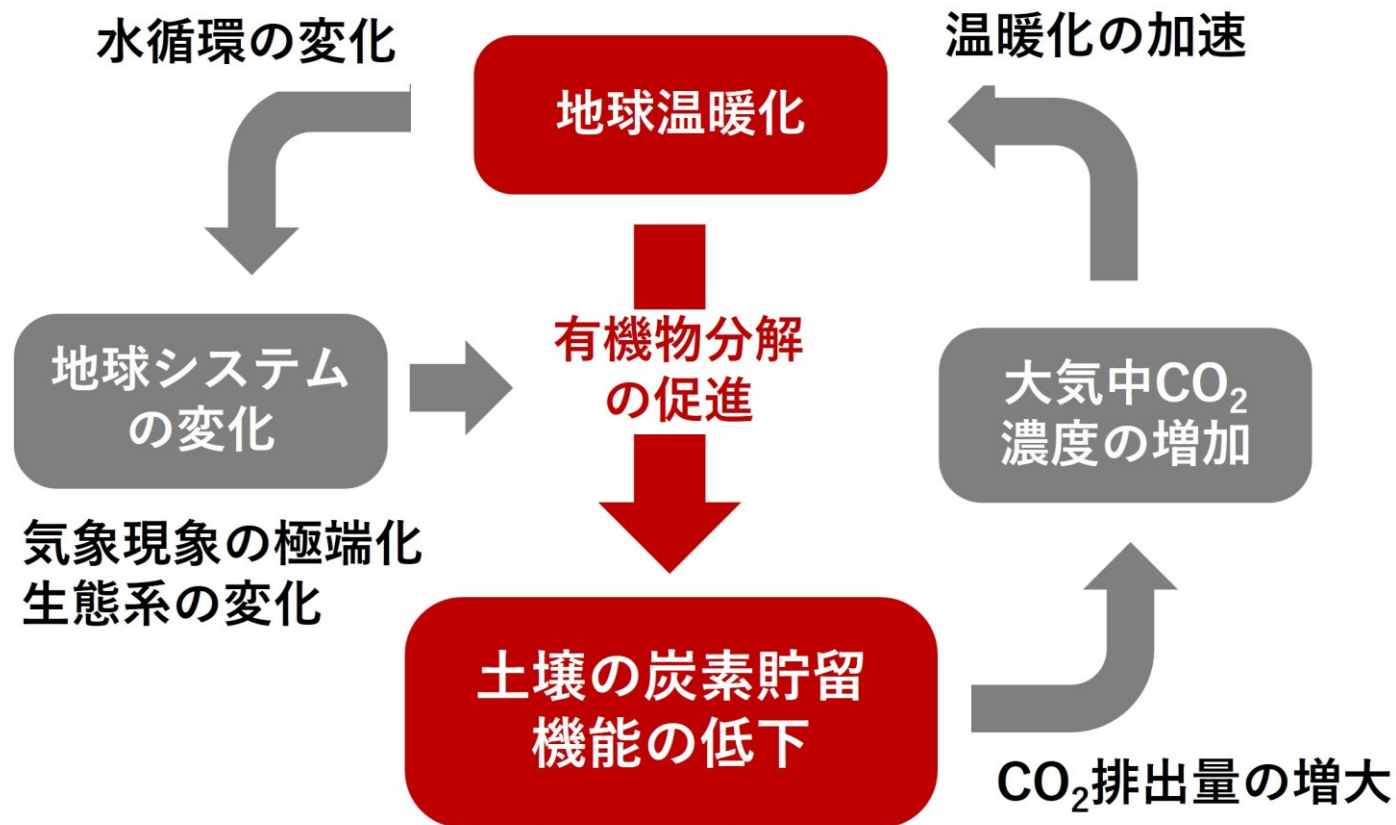 水循環の変化
地球温暖化
温暖化の加速
地球システム
の変化
気象現象の極端化
生態系の変化
有機物分解
の促進
土壌の炭素貯留
機能の低下
CO₂排出量の増大
大気中CO₂
濃度の増加